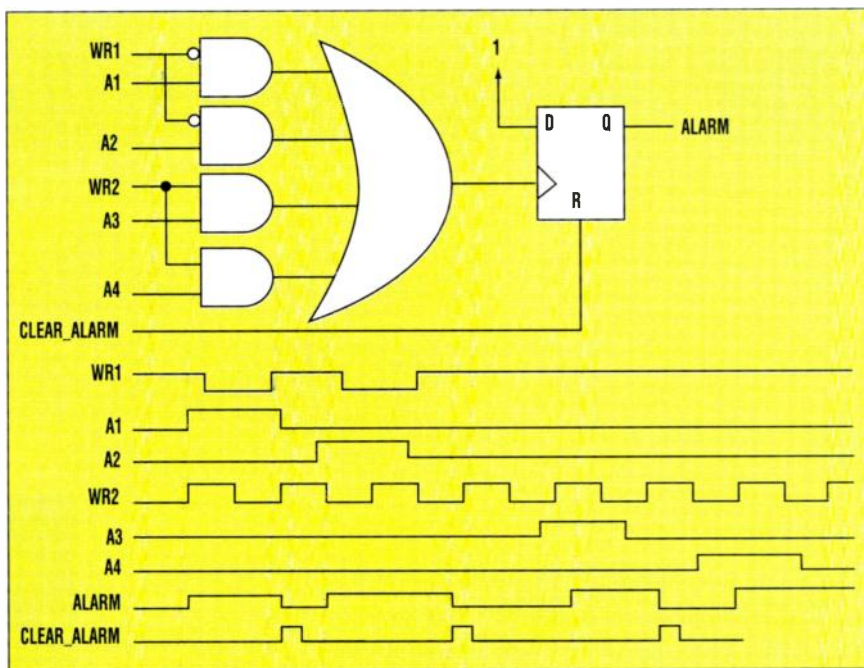 WR1
A1
A2
WR2
A3
A4
CLEAR_ALARM
1
D Q
R
ALARM
WR1
A1
A2
WR2
A3
A4
ALARM
CLEAR_ALARM